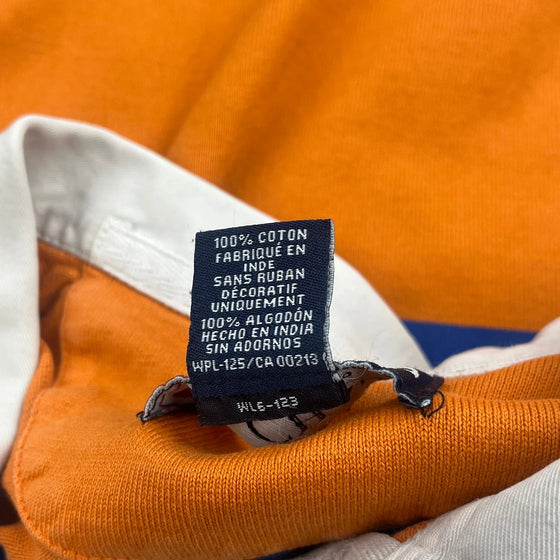 100% COTON
FABRIQUÉ EN
INDE
SANS RUBAN
DÉCORATIF
UNIQUEMENT
100% ALGODÓN
HECHO EN INDIA
SIN ADORNOS
WPL-125/CA 00213
WL6-123